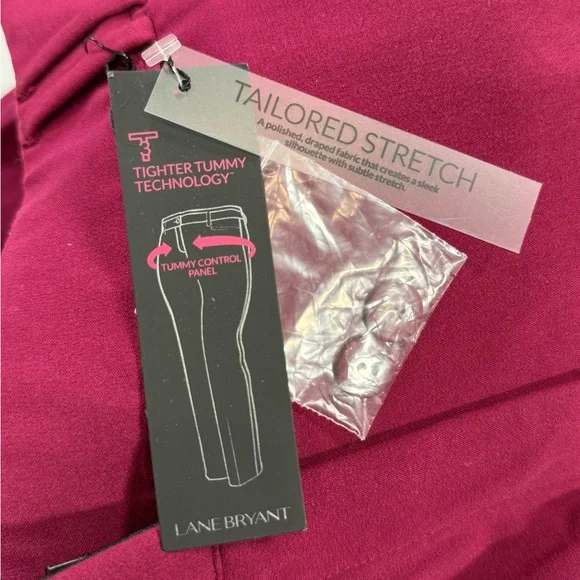 TIGHTER TUMMY
TECHNOLOGY™
TUMMY CONTROL
PANEL
LANE BRYANT
TAILORED STRETCH
A polished, draped fabric that creates a sleek
silhouette with subtle stretch.